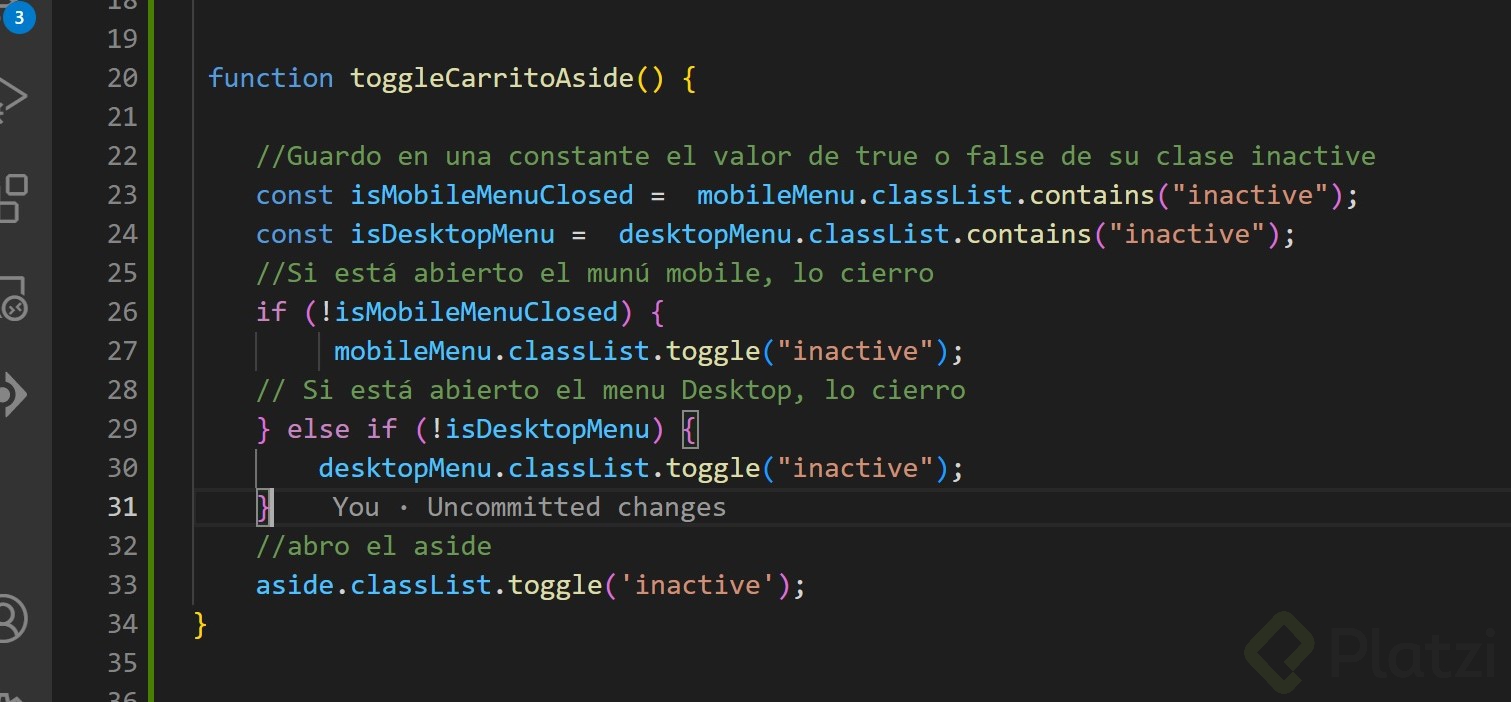 3
18
19
20 function toggleCarritoAside() {
21
22 //Guardo en una constante el valor de true o false de su clase inactive
23 const isMobileMenuClosed =  mobileMenu.classList.contains("inactive");
24 const isDesktopMenu =  desktopMenu.classList.contains("inactive");
25 //Si está abierto el munú mobile, lo cierro
26 if (!isMobileMenuClosed) {
27 mobileMenu.classList.toggle("inactive");
28 // Si está abierto el menu Desktop, lo cierro
29 } else if (!isDesktopMenu) {
30 desktopMenu.classList.toggle("inactive");
31 } You · Uncommitted changes
32 //abro el aside
33 aside.classList.toggle('inactive');
34 }
35
36
Platzi